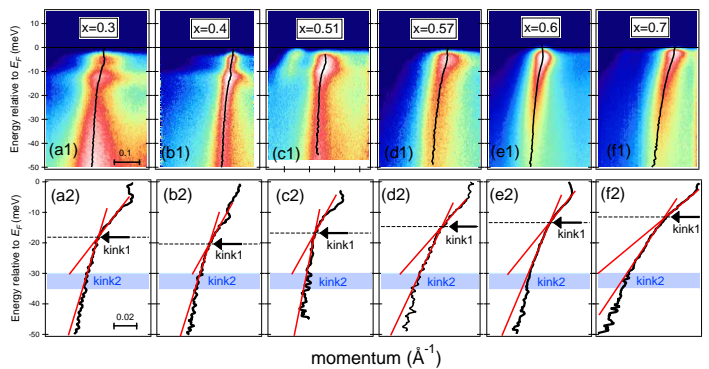 x=0.3 x=0.4 x=0.51 x=0.57 x=0.6 x=0.7
Energy relative to E_F (meV)
10
0
-10
-20
-30
-40
-50
(a1) (b1) (c1) (d1) (e1) (f1)
0.1
(a2) (b2) (c2) (d2) (e2) (f2)
Energy relative to E_F (meV)
0
-10
-20
-30
-40
-50
kink1 kink1 kink1 kink1 kink1 kink1
kink2 kink2 kink2 kink2 kink2 kink2
0.02
momentum (Å⁻¹)